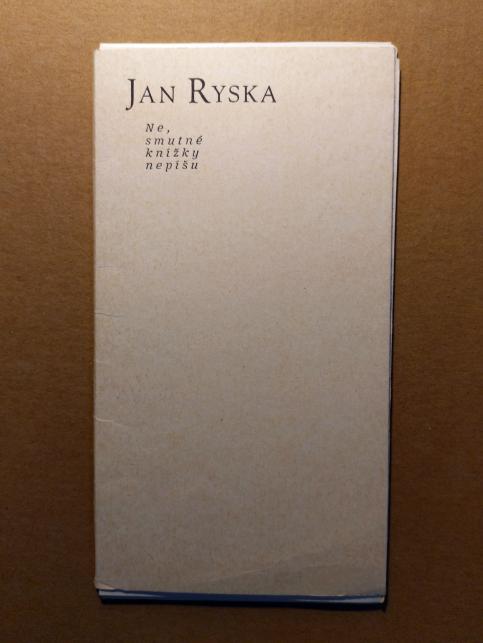 JAN RYSKA
Ne,
smutné
knížky
nepíšu